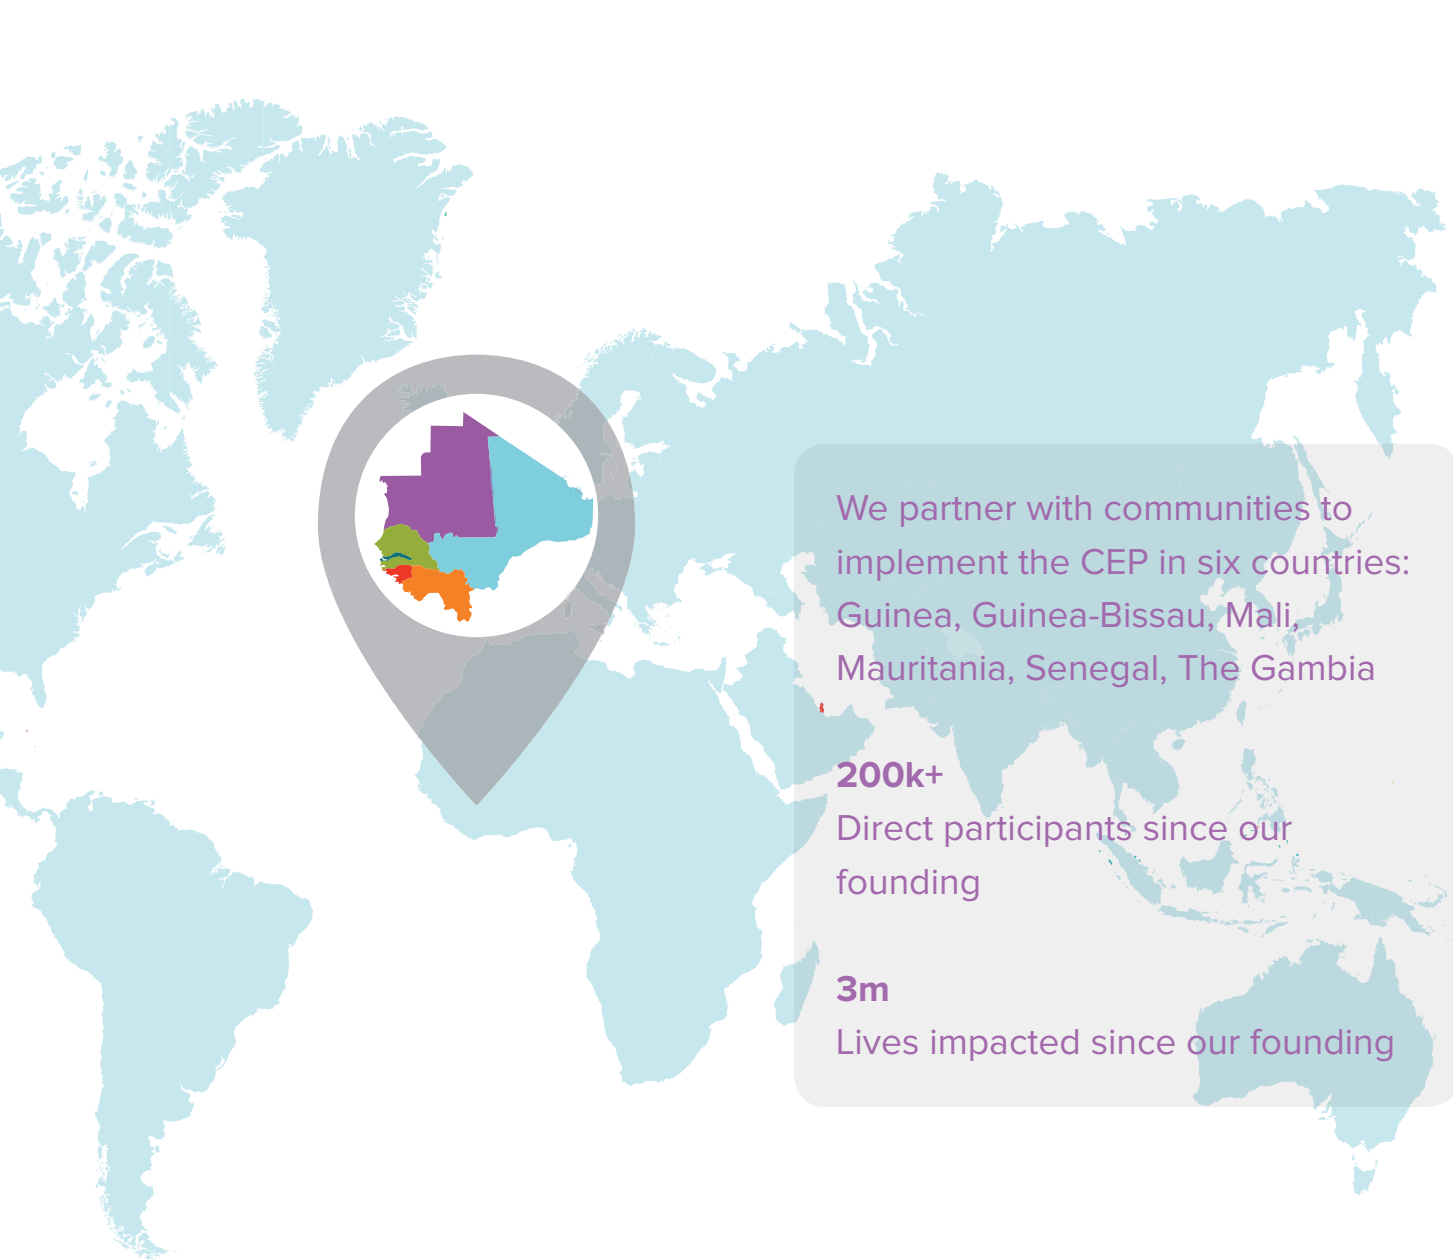 We partner with communities to
implement the CEP in six countries:
Guinea, Guinea-Bissau, Mali,
Mauritania, Senegal, The Gambia
200k+
Direct participants since our
founding
3m
Lives impacted since our founding